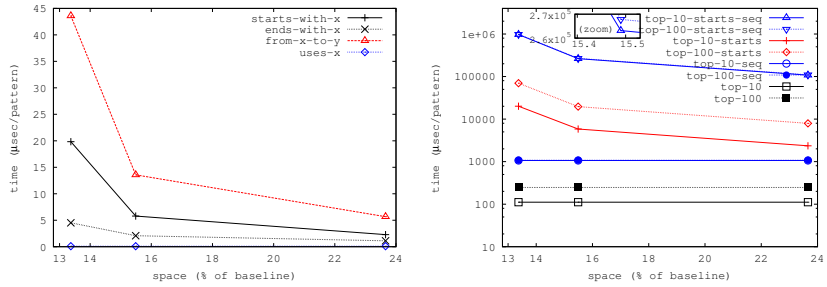 45
40
35
30
25
20
15
10
5
0
13
14
16
18
20
22
24
time (μsec/pattern)
space (% of baseline)
starts-with-x
ends-with-x
from-x-to-y
uses-x
1e+06
100000
10000
1000
100
10
13
14
16
18
20
22
24
time (μsec/pattern)
space (% of baseline)
2.7x10^5
2.6x10^5
(zoom)
15.4
15.5
top-10-starts-seq
top-100-starts-seq
top-10-starts
top-100-starts
top-10-seq
top-100-seq
top-10
top-100